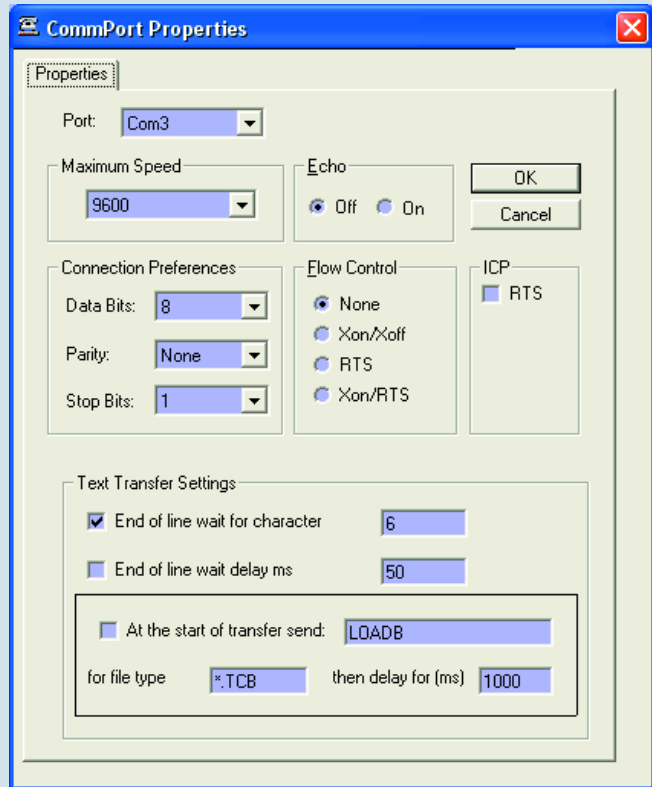 CommPort Properties
Properties
Port: Com3
Maximum Speed
9600
Echo
Off On
OK
Cancel
Connection Preferences
Data Bits: 8
Parity: None
Stop Bits: 1
Flow Control
None
Xon/Xoff
RTS
Xon/RTS
ICP
RTS
Text Transfer Settings
End of line wait for character 6
End of line wait delay ms 50
At the start of transfer send: LOADB
for file type *.TCB then delay for (ms) 1000